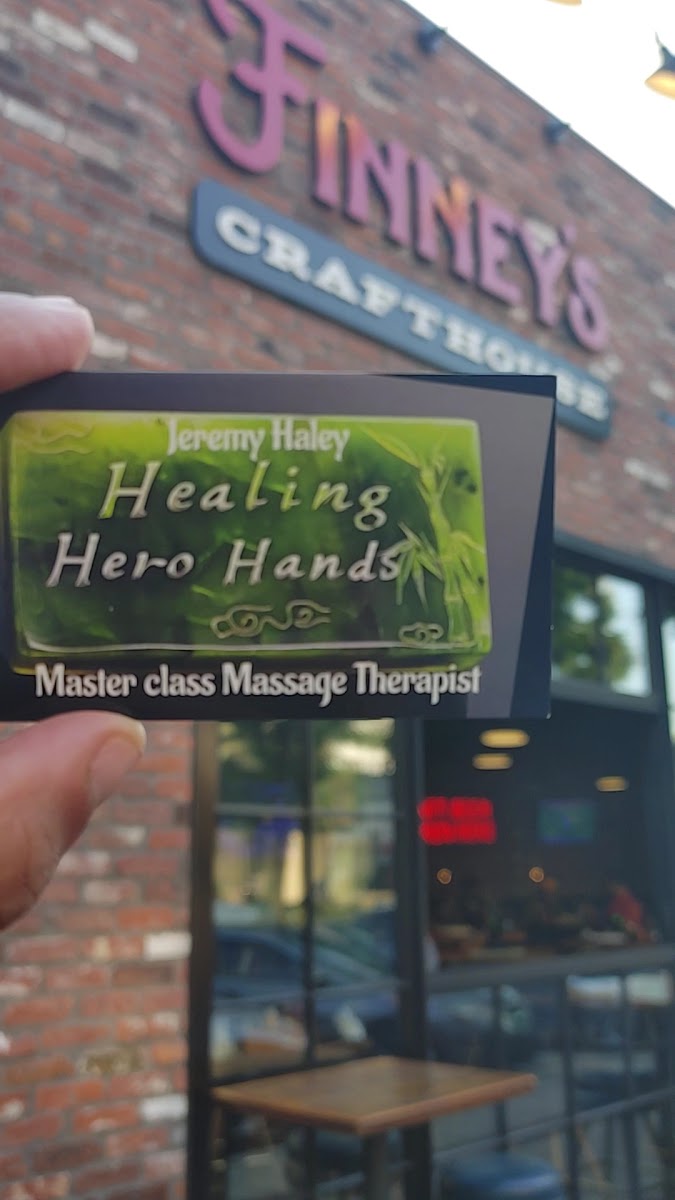 FINNEY'S
CRAFTHOUSE
Jeremy Haley
Healing
Hero Hands
Master class Massage Therapist